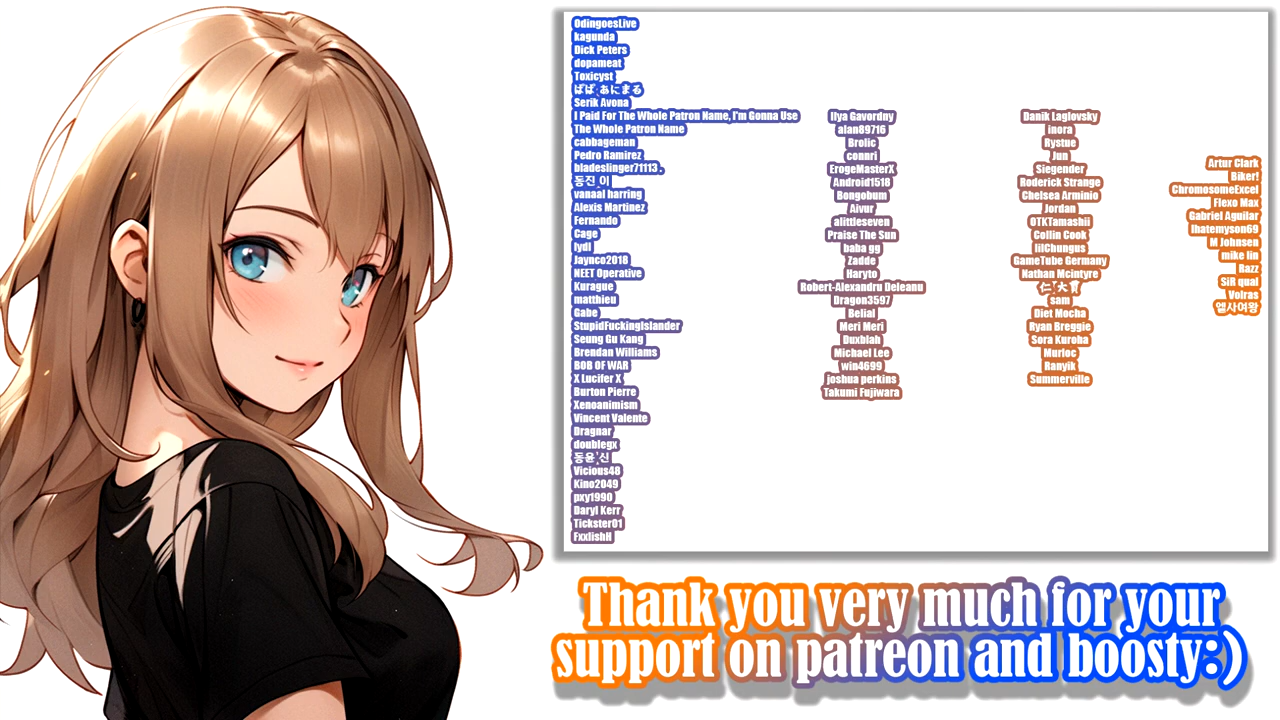 OdingoesLive
kagunda
Dick Peters
dopameat
Toxicyst
ぱぱ あにまる
Serik Avona
I Paid For The Whole Patron Name, I'm Gonna Use
The Whole Patron Name
cabbageman
Pedro Ramirez
bladeslinger71113 .
동진 이
vanaal harring
Alexis Martinez
Fernando
Cage
lydl
Jaynco2018
NEET Operative
Kurague
matthieu
Gabe
StupidFuckingIslander
Seung Gu Kang
Brendan Williams
BOB OF WAR
X Lucifer X
Burton Pierre
Xenoanimism
Vincent Valente
Dragnar
doublegx
동윤 신
Vicious48
Kino2049
pxy1990
Daryl Kerr
Tickster01
FxxlishH
Ilya Gavordny
alan89716
Brolic
connri
ErogeMasterX
Android1518
Bongobum
Aivur
alittleseven
Praise The Sun
baba gg
Zadde
Haryto
Robert-Alexandru Deleanu
Dragon3597
Belial
Meri Meri
Duxbiah
Michael Lee
win4699
joshua perkins
Takumi Fujiwara
Danik Laglovsky
inora
Rystue
Jun
Siegender
Roderick Strange
Chelsea Arminio
Jordan
OTKTamashii
Collin Cook
lilChungus
GameTube Germany
Nathan Mcintyre
仁 大
sam
Diet Mocha
Ryan Breggie
Sora Kuroba
Murloc
Ranyik
Summerville
Artur Clark
Biker!
ChromosomeExcel
Flexo Max
Gabriel Aguilar
Ihatemyson69
M Johnsen
mike lin
Razz
SiR qual
Volras
엘사여왕
Thank you very much for your
support on patreon and boosty:)